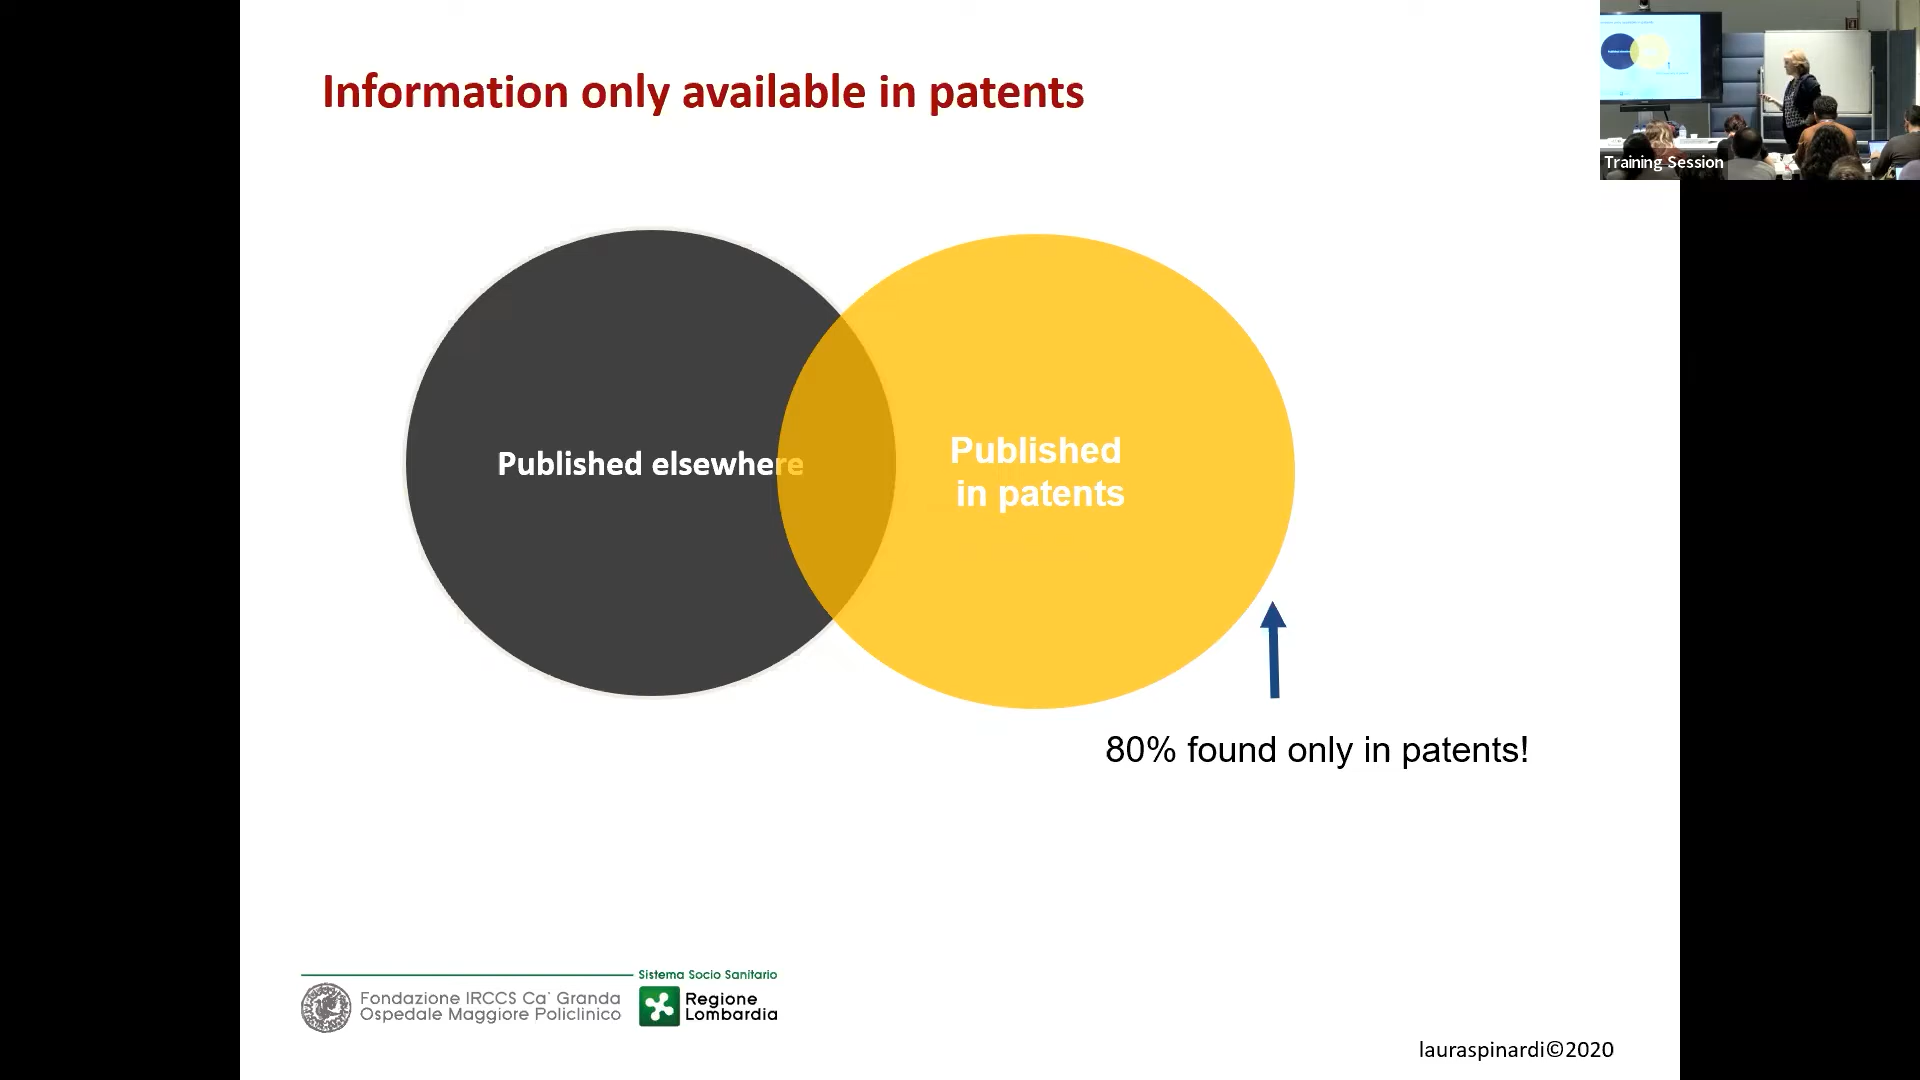 Information only available in patents
Training Session
Published elsewhere
Published
in patents
80% found only in patents!
Sistema Socio Sanitario
Fondazione IRCCS Ca' Granda
Ospedale Maggiore Policlinico
Regione
Lombardia
lauraspinardi©2020